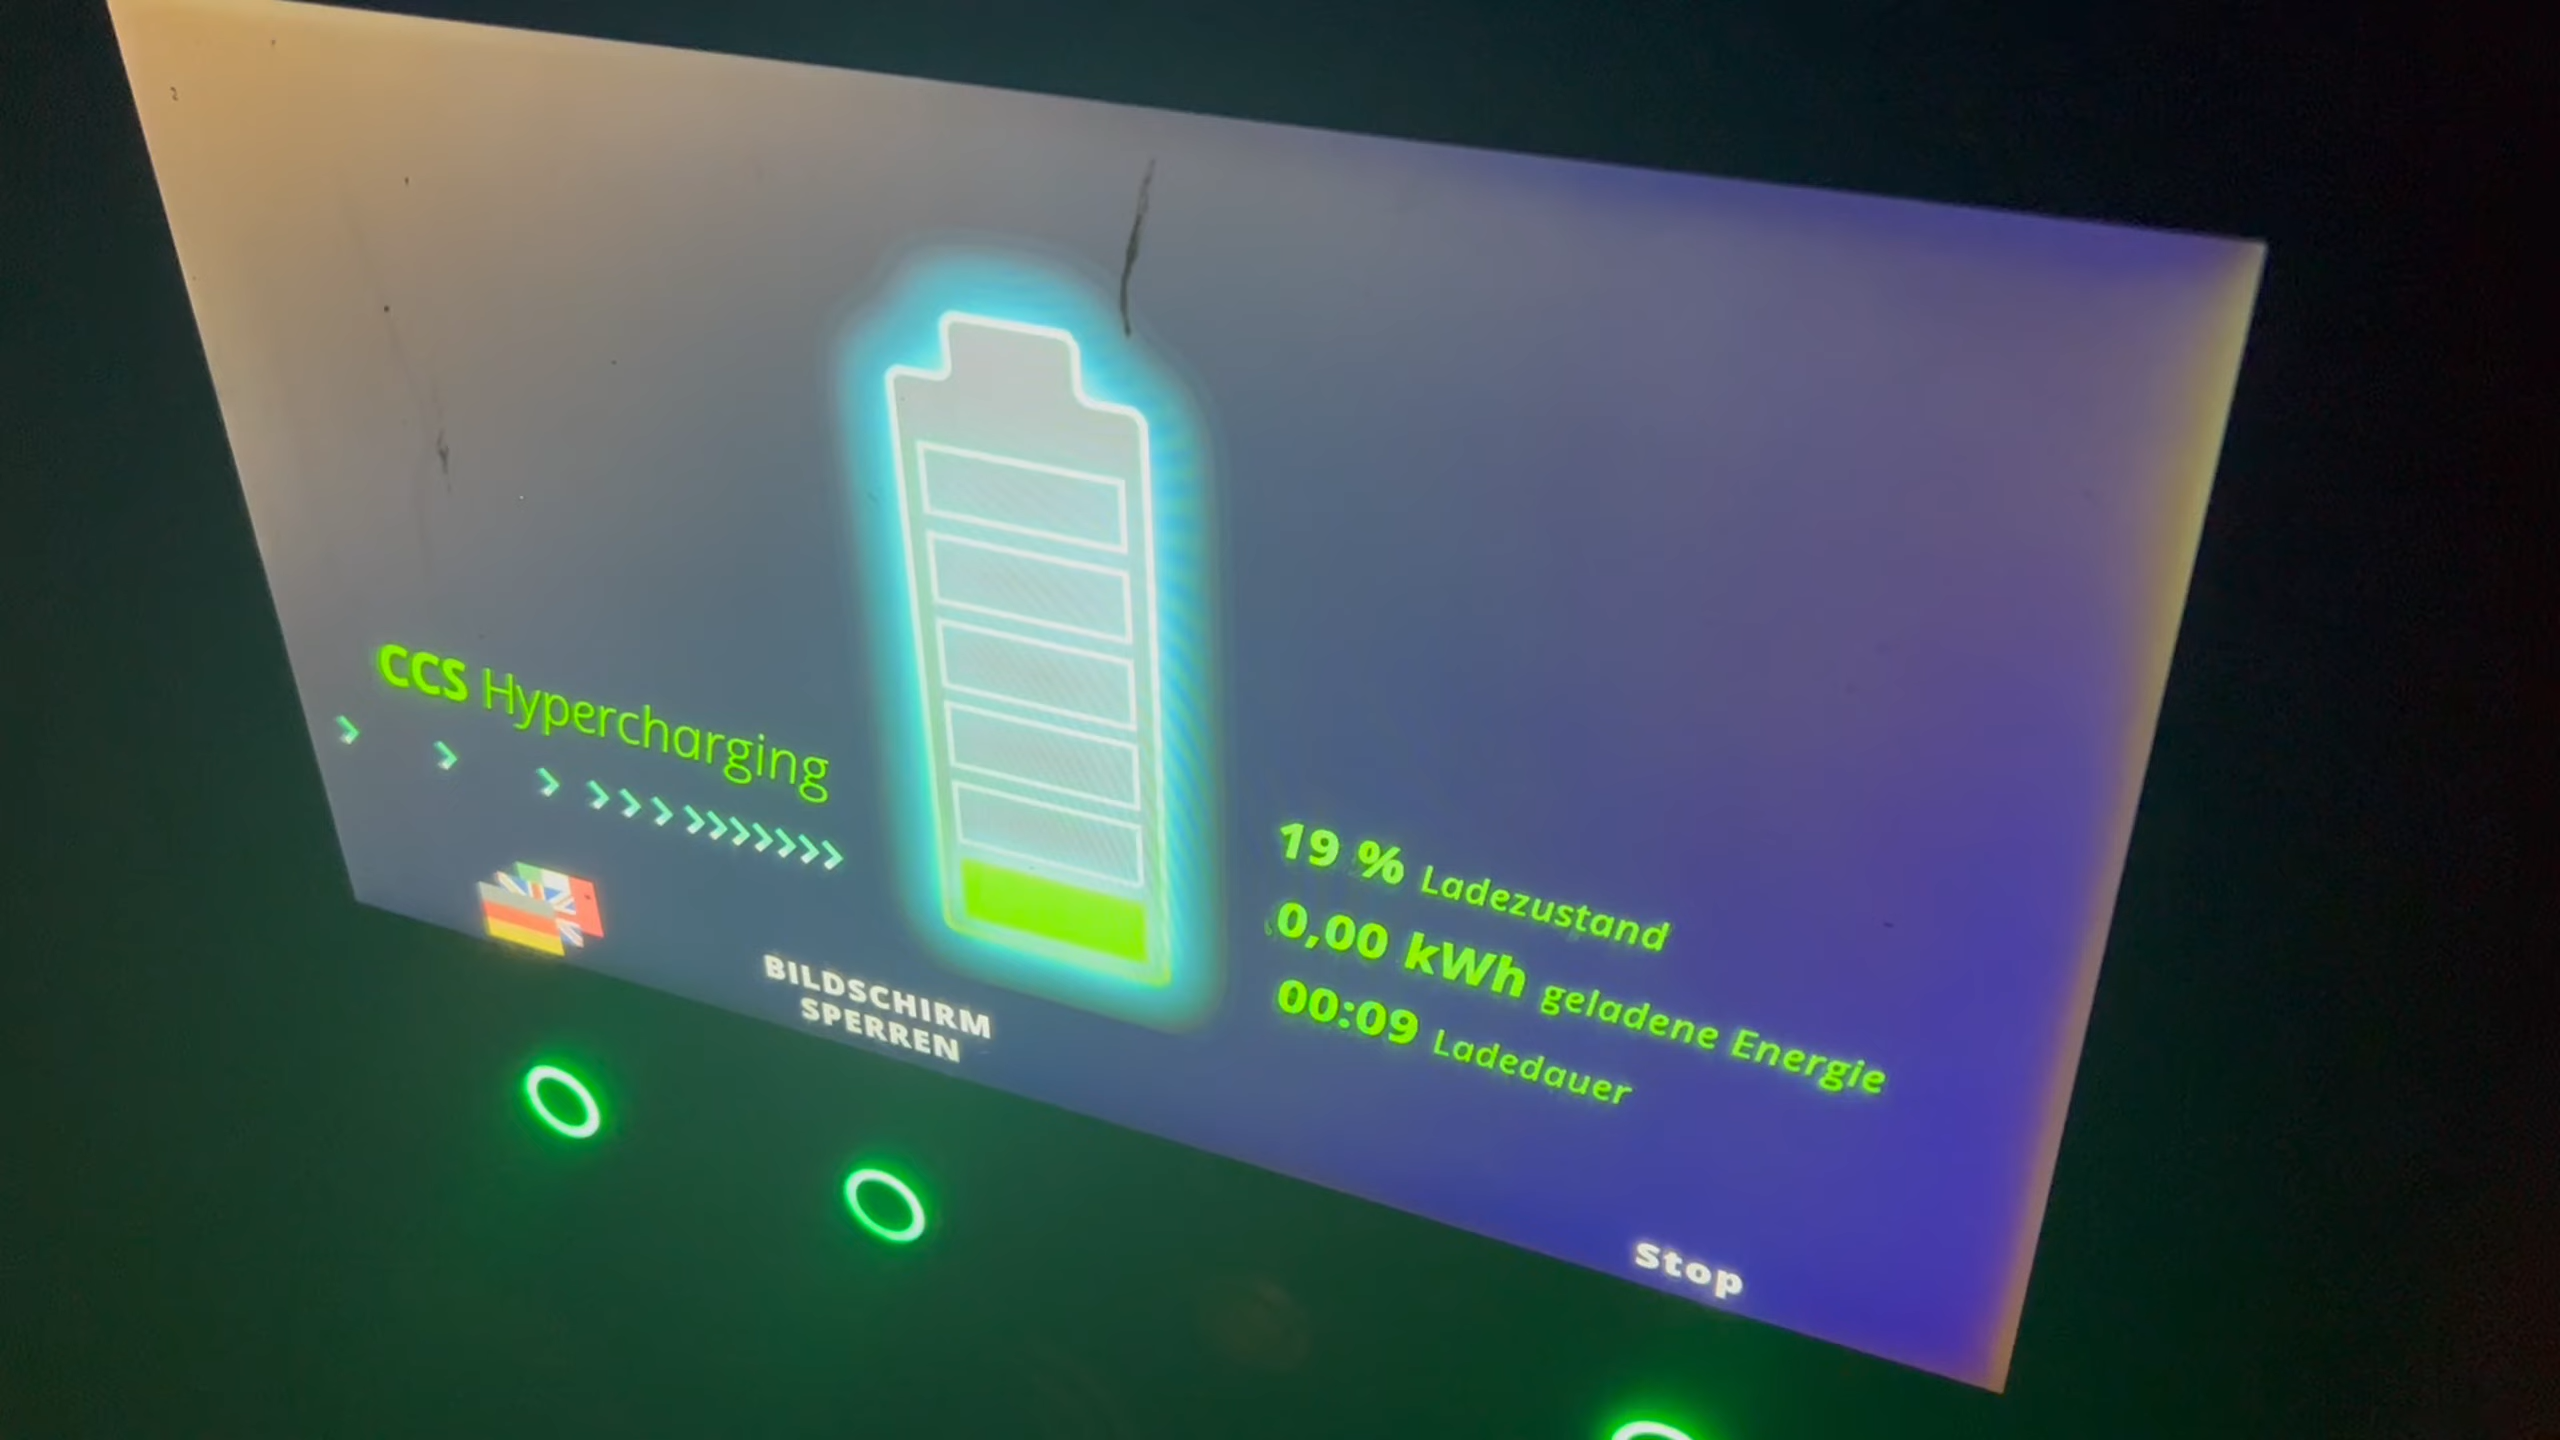 CCS Hypercharging
19 % Ladezustand
0,00 kWh geladene Energie
00:09 Ladedauer
BILDSCHIRM
SPERREN
Stop